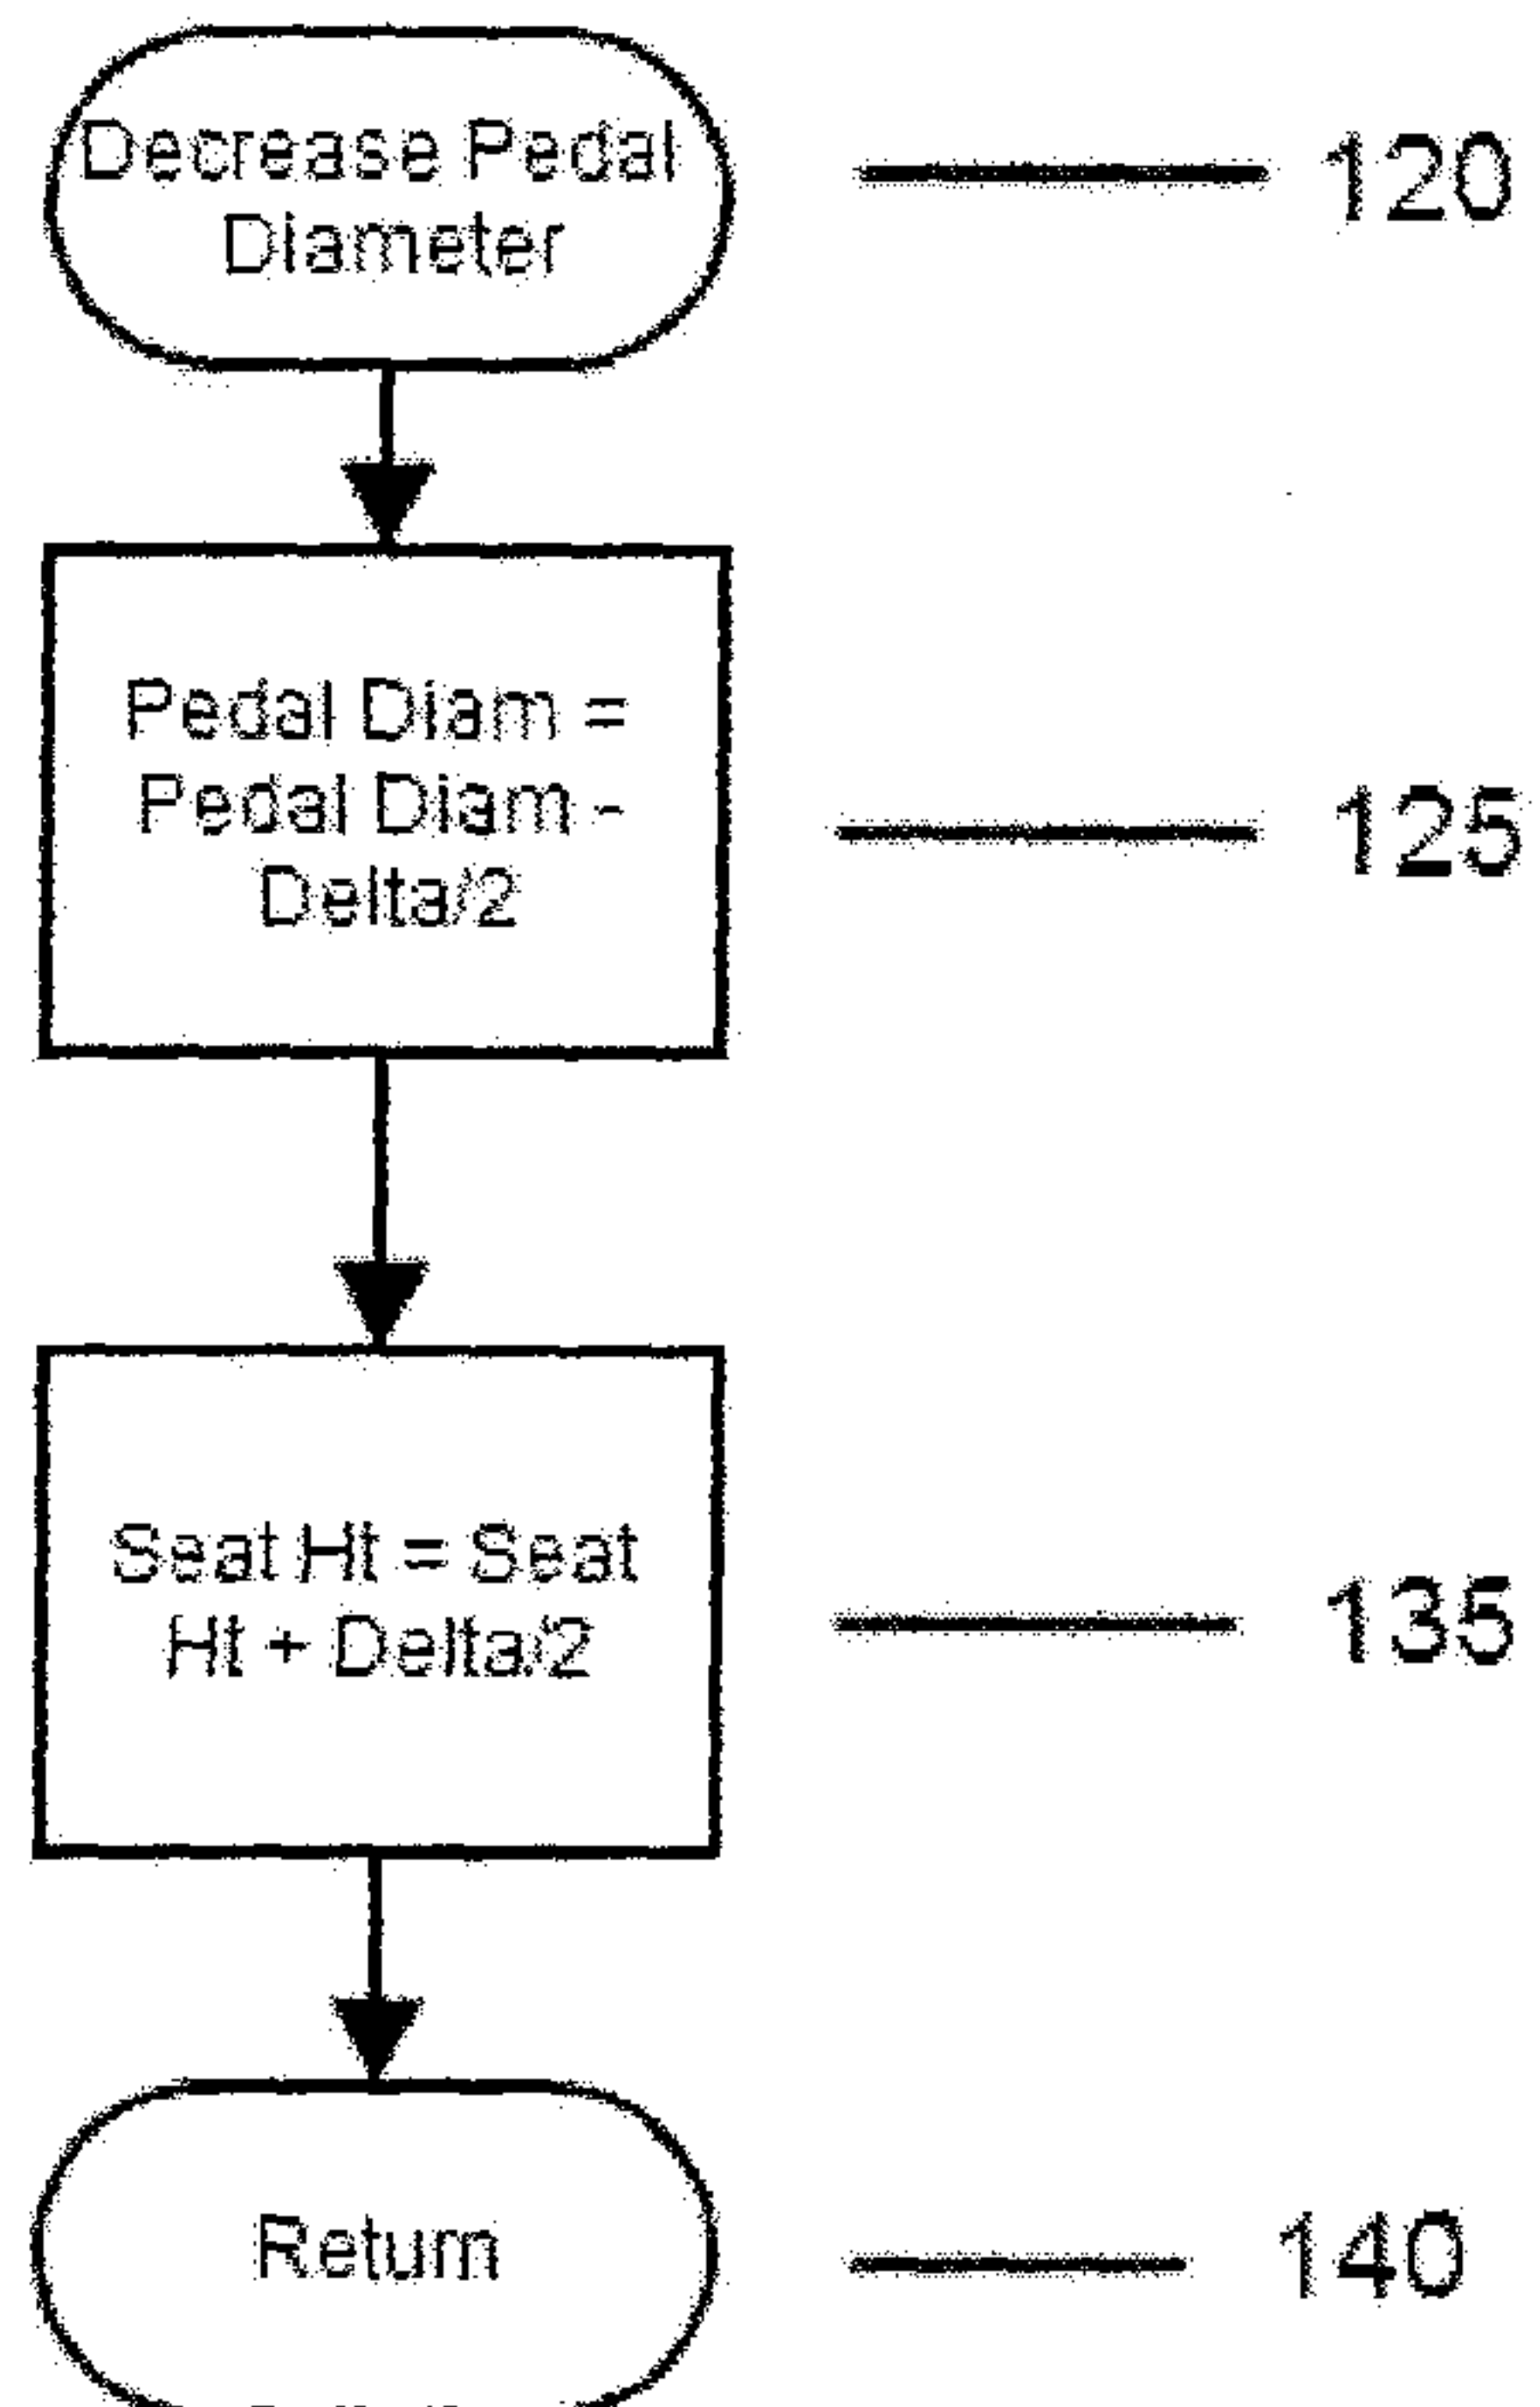 Decrease Pedal
Diameter
120
Pedal Diam =
Pedal Diam -
Delta/2
125
Seat Ht = Seat
Ht + Delta/2
135
Return
140